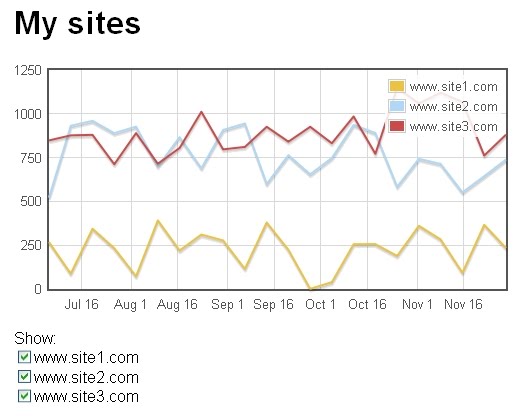 My sites
1250
1000
750
500
250
0
www.site1.com
www.site2.com
www.site3.com
Jul 16 Aug 1 Aug 16 Sep 1 Sep 16 Oct 1 Oct 16 Nov 1 Nov 16
Show:
www.site1.com
www.site2.com
www.site3.com